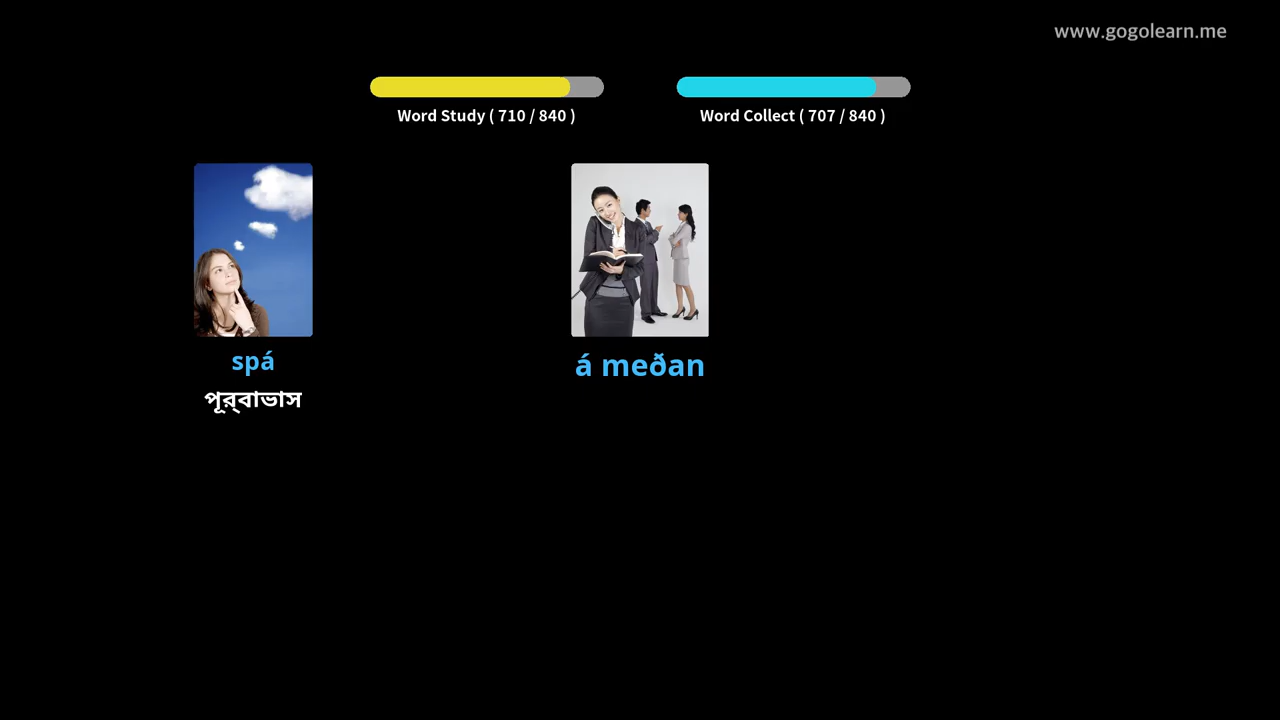 www.gogolearn.me
Word Study ( 710 / 840 )
Word Collect ( 707 / 840 )
spá
পূর্বাভাস
á meðan